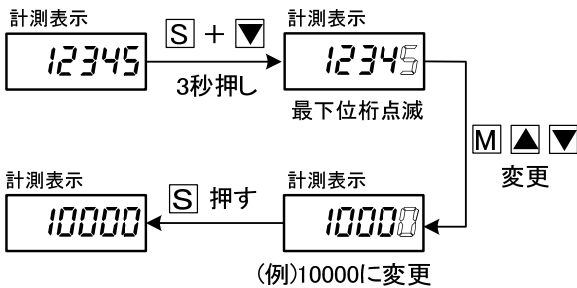 計測表示
12345
S + ▼
3秒押し
計測表示
12345
最下位桁点滅
M ▲ ▼
変更
計測表示
10000
(例)10000に変更
S 押す
計測表示
10000